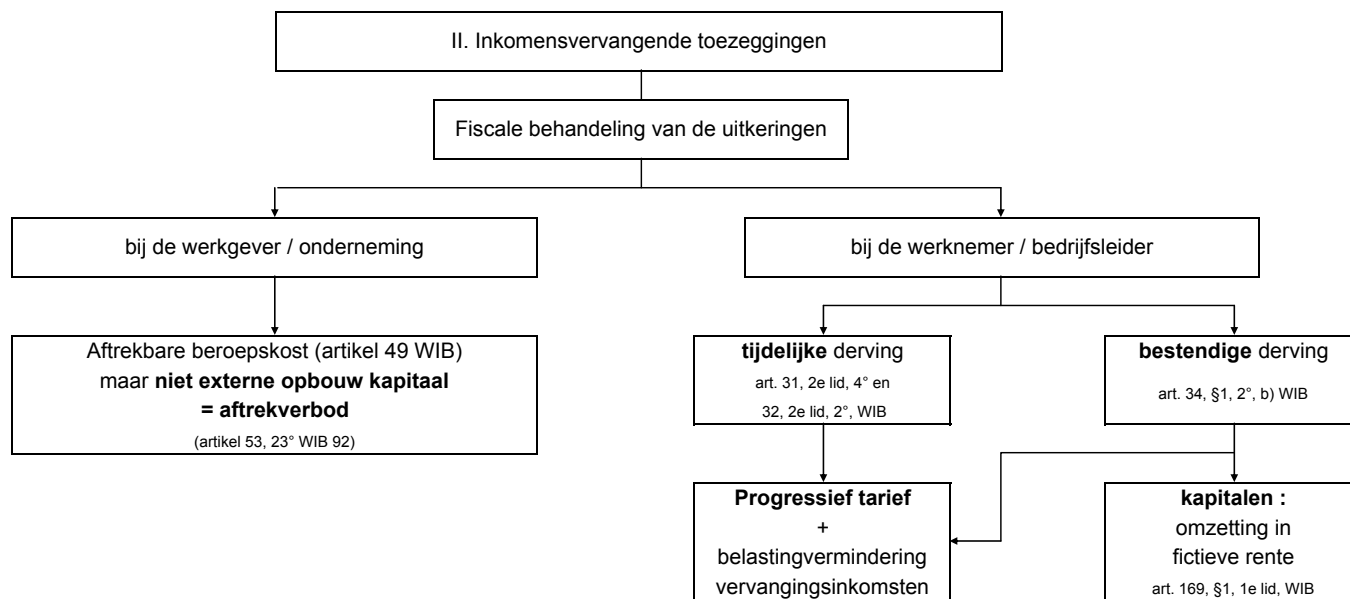 II. Inkomensvervangende toezeggingen
Fiscale behandeling van de uitkeringen
bij de werkgever / onderneming
bij de werknemer / bedrijfsleider
Aftrekbare beroepskost (artikel 49 WIB)
maar niet externe opbouw kapitaal
= aftrekverbod
(artikel 53, 23° WIB 92)
tijdelijke derving
art. 31, 2e lid, 4° en
32, 2e lid, 2°, WIB
bestendige derving
art. 34, §1, 2°, b) WIB
Progressief tarief
+
belastingvermindering
vervangingsinkomsten
kapitalen :
omzetting in
fictieve rente
art. 169, §1, 1e lid, WIB